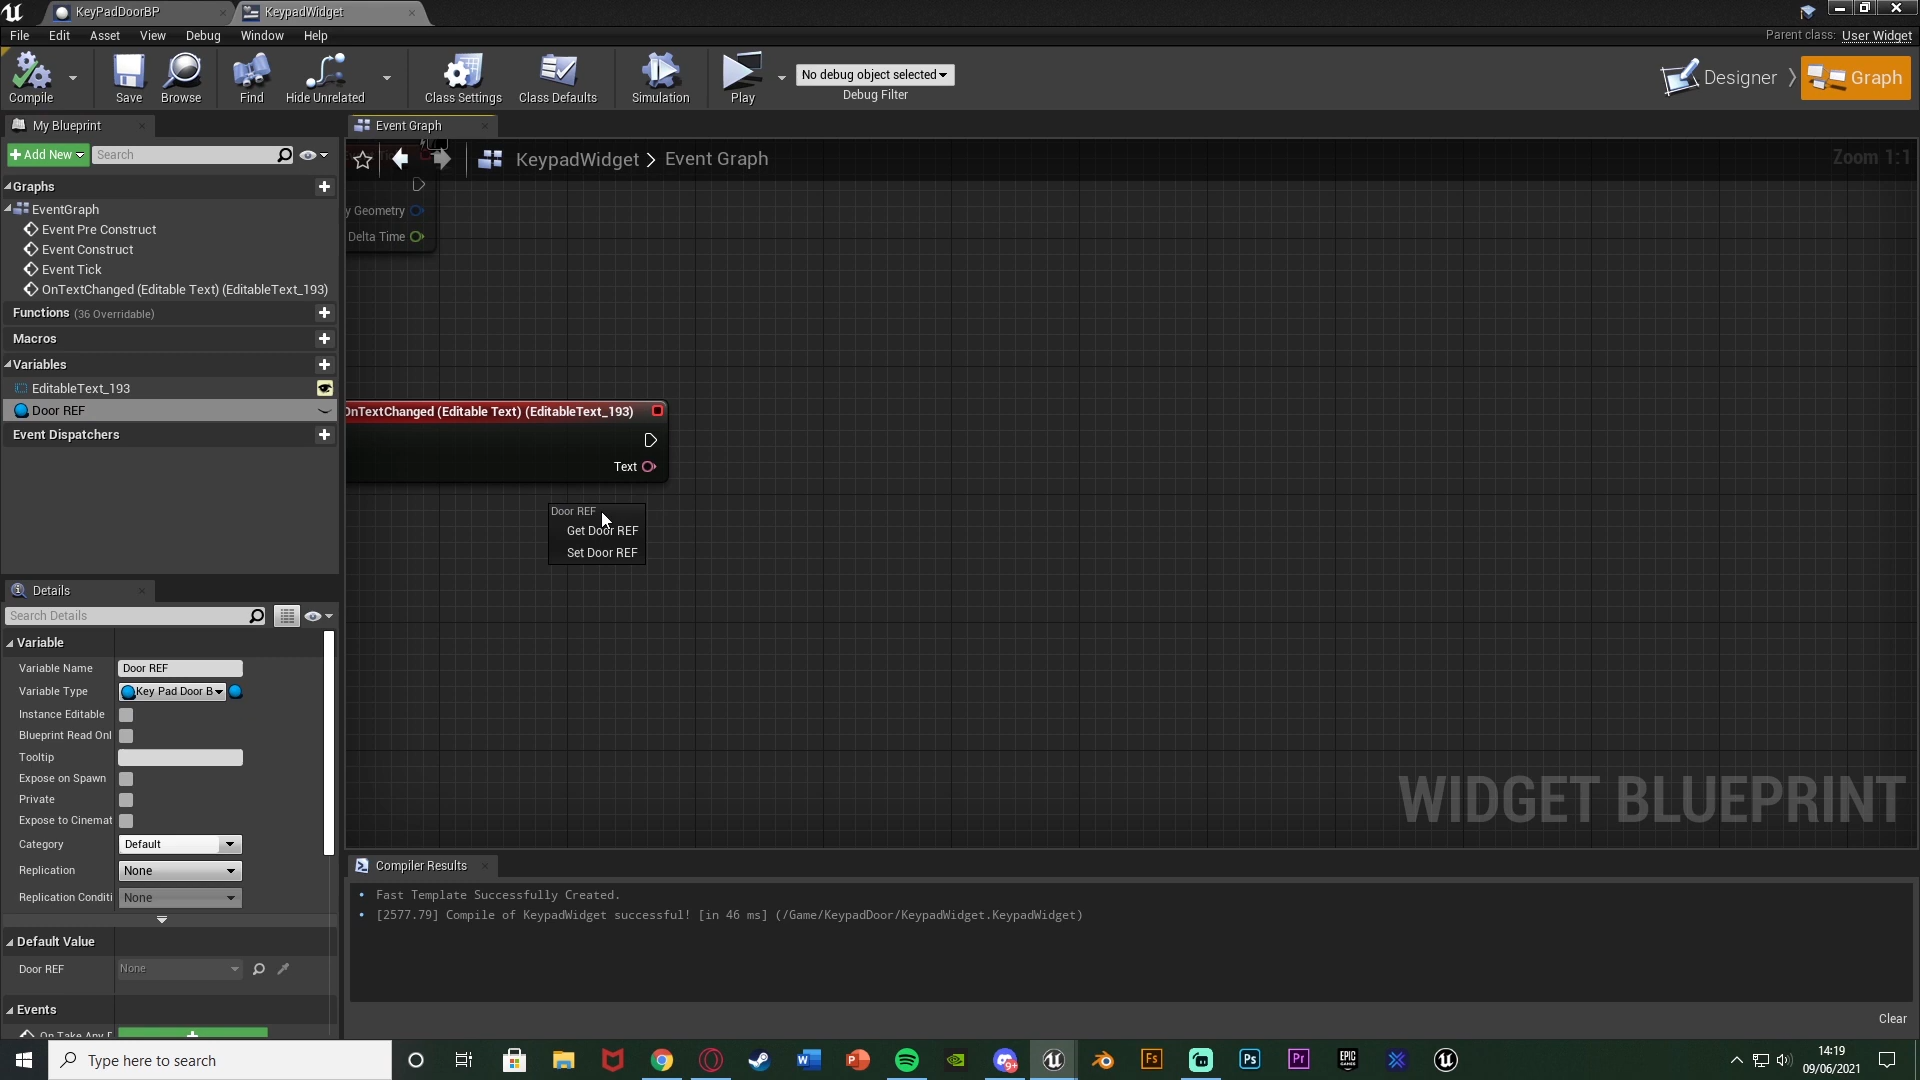 KeyPadDoorBP
KeypadWidget
File Edit Asset View Debug Window Help
Parent class: User Widget
Compile
Save
Browse
Find
Hide Unrelated
Class Settings
Class Defaults
Simulation
Play
No debug object selected
Debug Filter
Designer
Graph
My Blueprint
Add New
Search
Graphs
EventGraph
Event Pre Construct
Event Construct
Event Tick
OnTextChanged (Editable Text) (EditableText_193)
Functions (36 Overridable)
Macros
Variables
EditableText_193
Door REF
Event Dispatchers
Details
Search Details
Variable
Variable Name Door REF
Variable Type Key Pad Door B
Instance Editable
Blueprint Read Onl
Tooltip
Expose on Spawn
Private
Expose to Cinemat
Category Default
Replication None
Replication Conditi None
Default Value
Door REF None
Events
On Take Any
Event Graph
KeypadWidget > Event Graph
Zoom 1:1
y Geometry
Delta Time
OnTextChanged (Editable Text) (EditableText_193)
Text
Door REF
Get Door REF
Set Door REF
WIDGET BLUEPRINT
Compiler Results
Fast Template Successfully Created.
[2577.79] Compile of KeypadWidget successful! [in 46 ms] (/Game/KeypadDoor/KeypadWidget.KeypadWidget)
Clear
Type here to search
14:19
09/06/2021